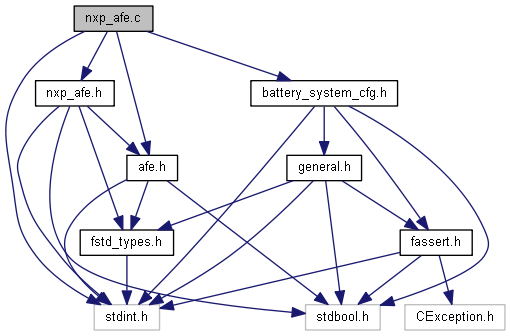 nxp_afe.c
nxp_afe.h
battery_system_cfg.h
afe.h
general.h
fstd_types.h
fassert.h
stdint.h
stdbool.h
CException.h